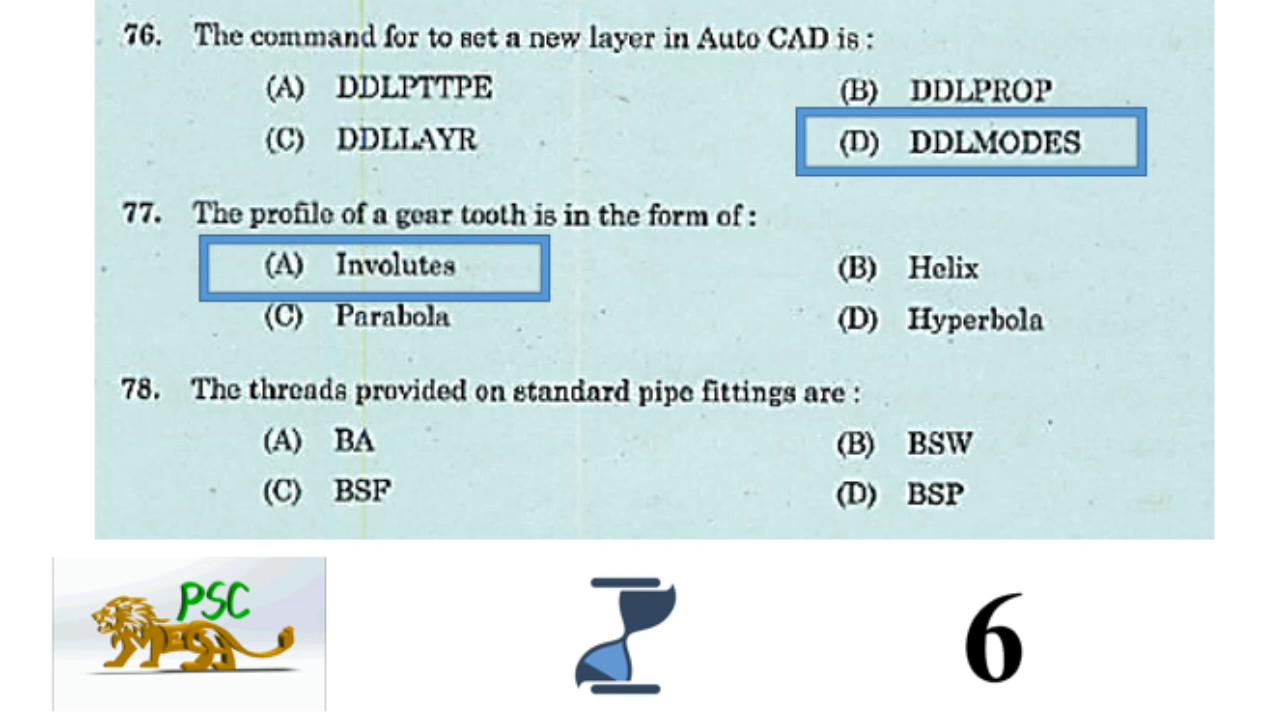 76. The command for to set a new layer in Auto CAD is :
(A) DDLPTTPE (B) DDLPROP
(C) DDLLAYR (D) DDLMODES
77. The profile of a gear tooth is in the form of :
(A) Involutes (B) Helix
(C) Parabola (D) Hyperbola
78. The threads provided on standard pipe fittings are :
(A) BA (B) BSW
(C) BSF (D) BSP
PSC
6